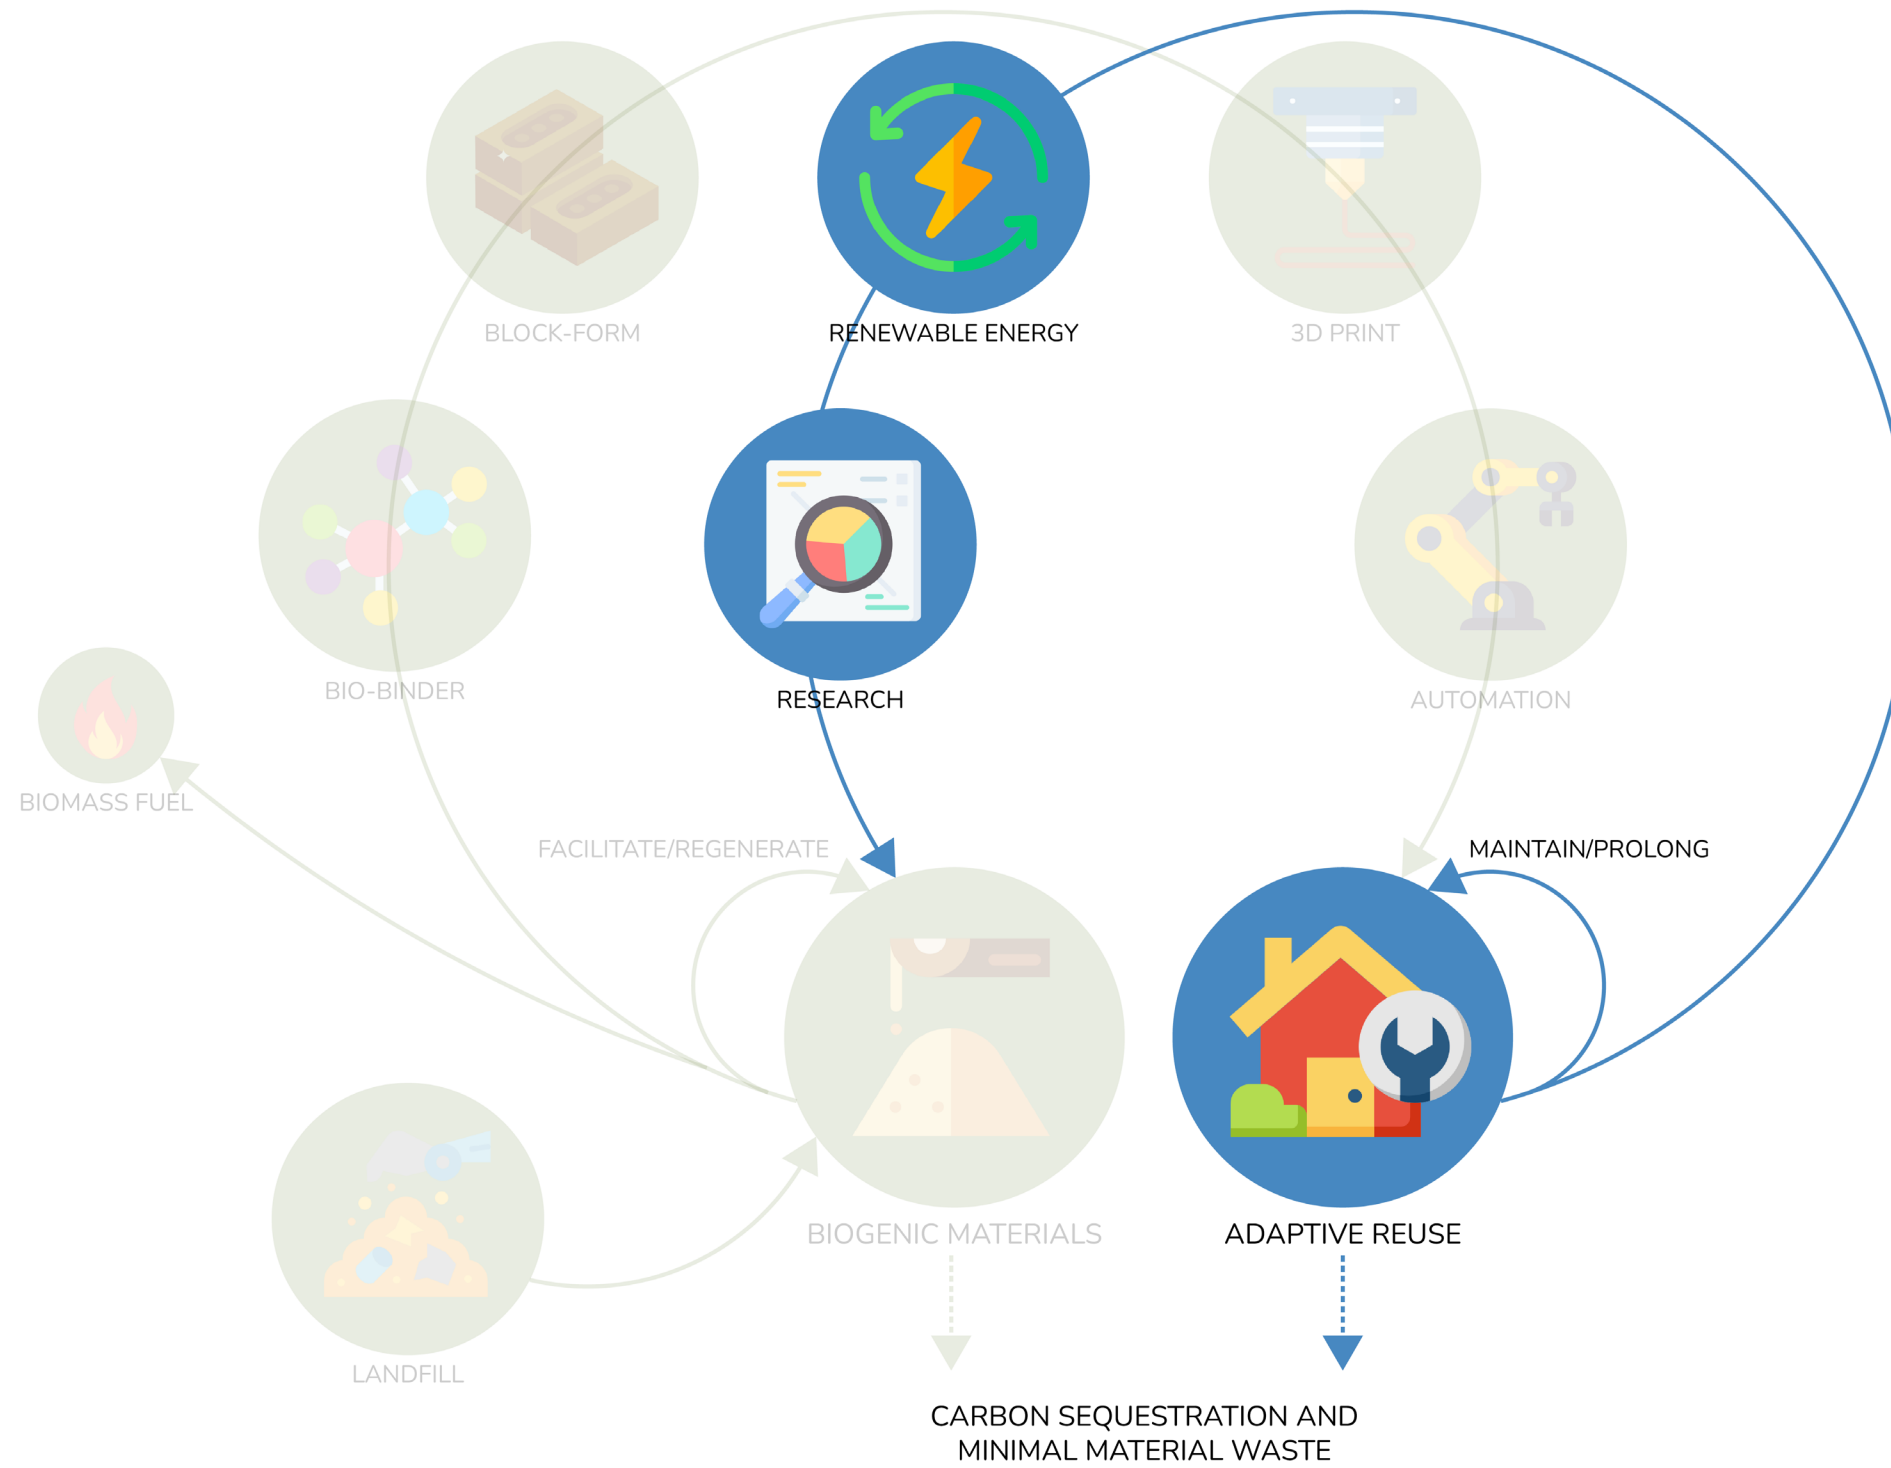 BLOCK-FORM
RENEWABLE ENERGY
3D PRINT
BIO-BINDER
RESEARCH
AUTOMATION
BIOMASS FUEL
FACILITATE/REGENERATE
MAINTAIN/PROLONG
BIOGENIC MATERIALS
ADAPTIVE REUSE
LANDFILL
CARBON SEQUESTRATION AND
MINIMAL MATERIAL WASTE